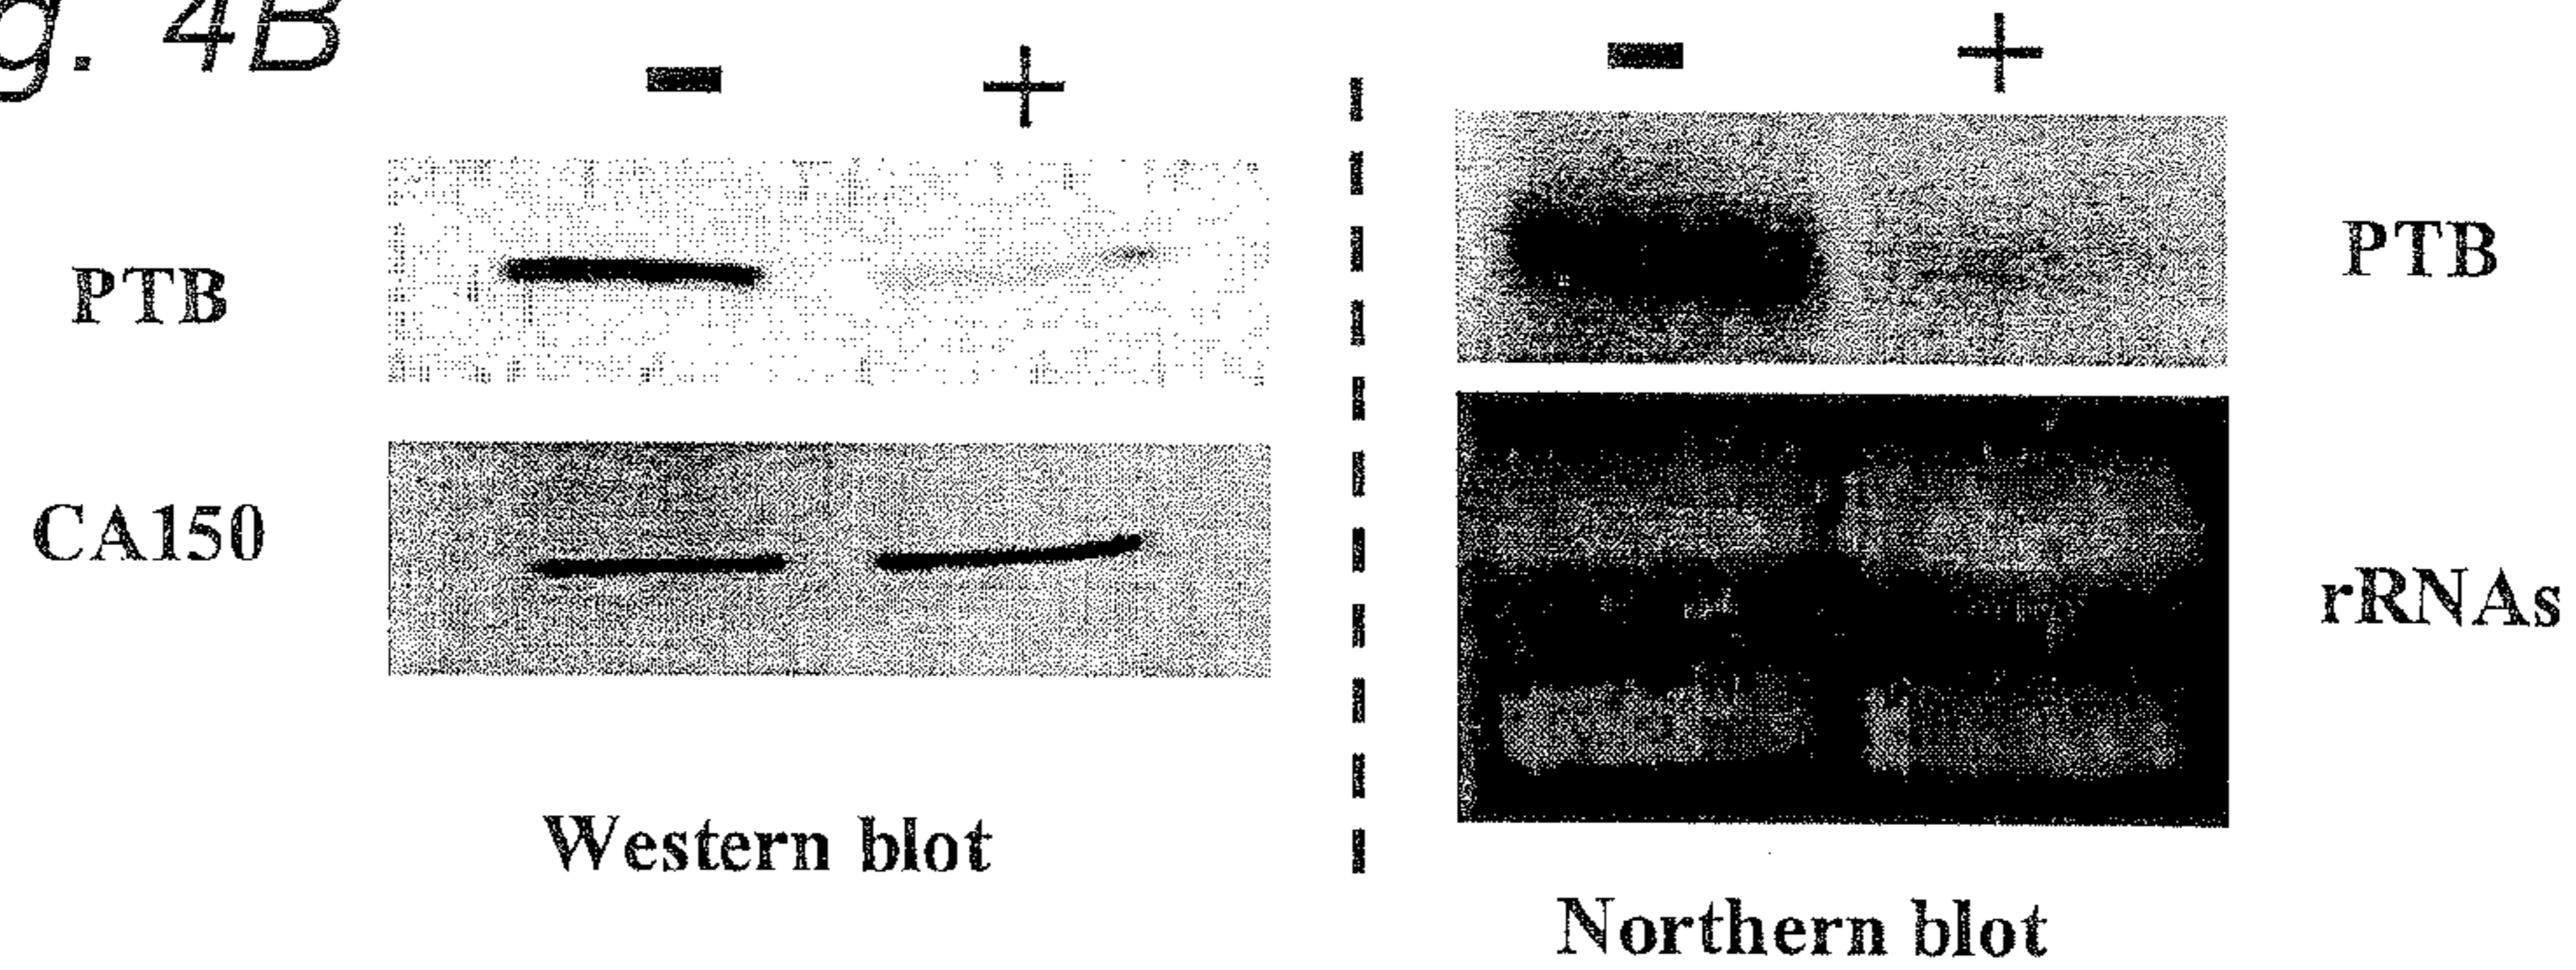 g. 4B
− +
− +
PTB
CA150
Western blot
PTB
rRNAs
Northern blot